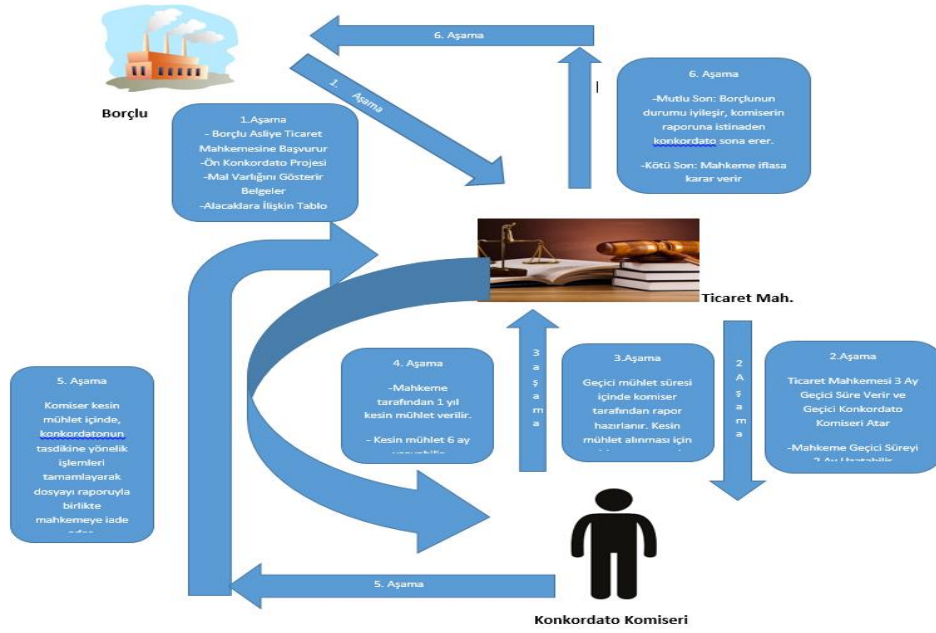 6. Aşama
Borçlu
1. Aşama
1.Aşama
- Borçlu Asliye Ticaret
Mahkemesine Başvurur
-Ön Konkordato Projesi
-Mal Varlığını Gösterir
Belgeler
-Alacaklara İlişkin Tablo
6. Aşama
-Mutlu Son: Borçlunun
durumu iyileşir, komiserin
raporuna istinaden
konkordato sona erer.
-Kötü Son: Mahkeme iflasa
karar verir
Ticaret Mah.
5. Aşama
Komiser kesin
mühlet içinde,
konkordatonun
tasdikine yönelik
işlemleri
tamamlayarak
dosyayı raporuyla
birlikte
mahkemeye iade
4. Aşama
-Mahkeme
tarafından 1 yıl
kesin mühlet verilir.
- Kesin mühlet 6 ay
3 aşama
3.Aşama
Geçici mühlet süresi
içinde komiser
tarafından rapor
hazırlanır. Kesin
mühlet alınması için
2 Aşama
2.Aşama
Ticaret Mahkemesi 3 Ay
Geçici Süre Verir ve
Geçici Konkordato
Komiseri Atar
-Mahkeme Geçici Süreyi
2 Ay Uzatabilir
5. Aşama
Konkordato Komiseri